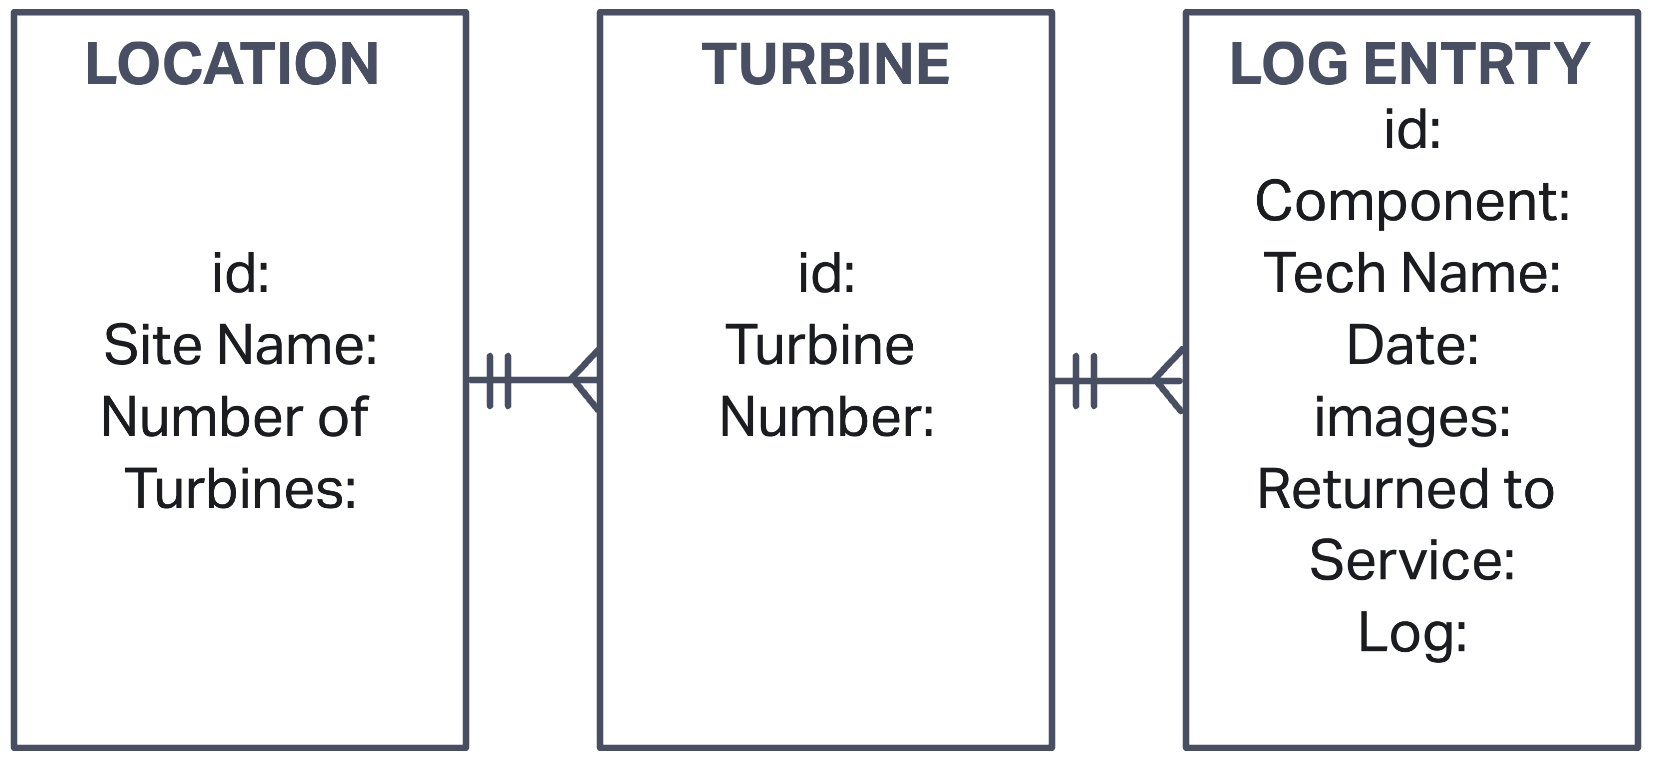 LOCATION
id:
Site Name:
Number of
Turbines:
TURBINE
id:
Turbine
Number:
LOG ENTRTY
id:
Component:
Tech Name:
Date:
images:
Returned to
Service:
Log: